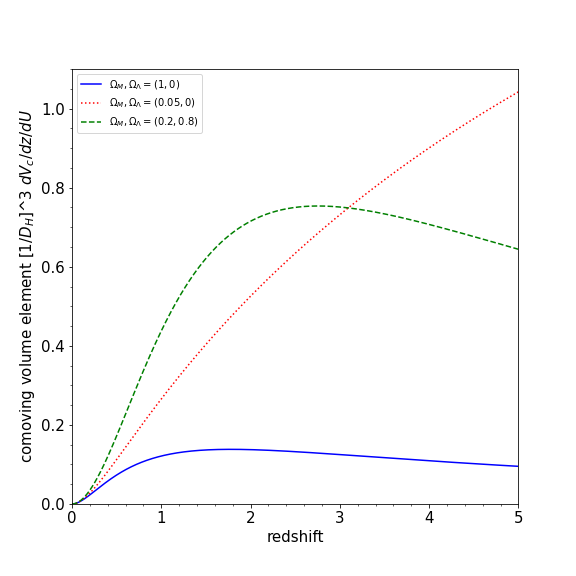 Ω_M, Ω_Λ = (1, 0)
Ω_M, Ω_Λ = (0.05, 0)
Ω_M, Ω_Λ = (0.2, 0.8)
comoving volume element [1/D_H]^3 dV_c/dz/dU
1.0
0.8
0.6
0.4
0.2
0.0
0 1 2 3 4 5
redshift